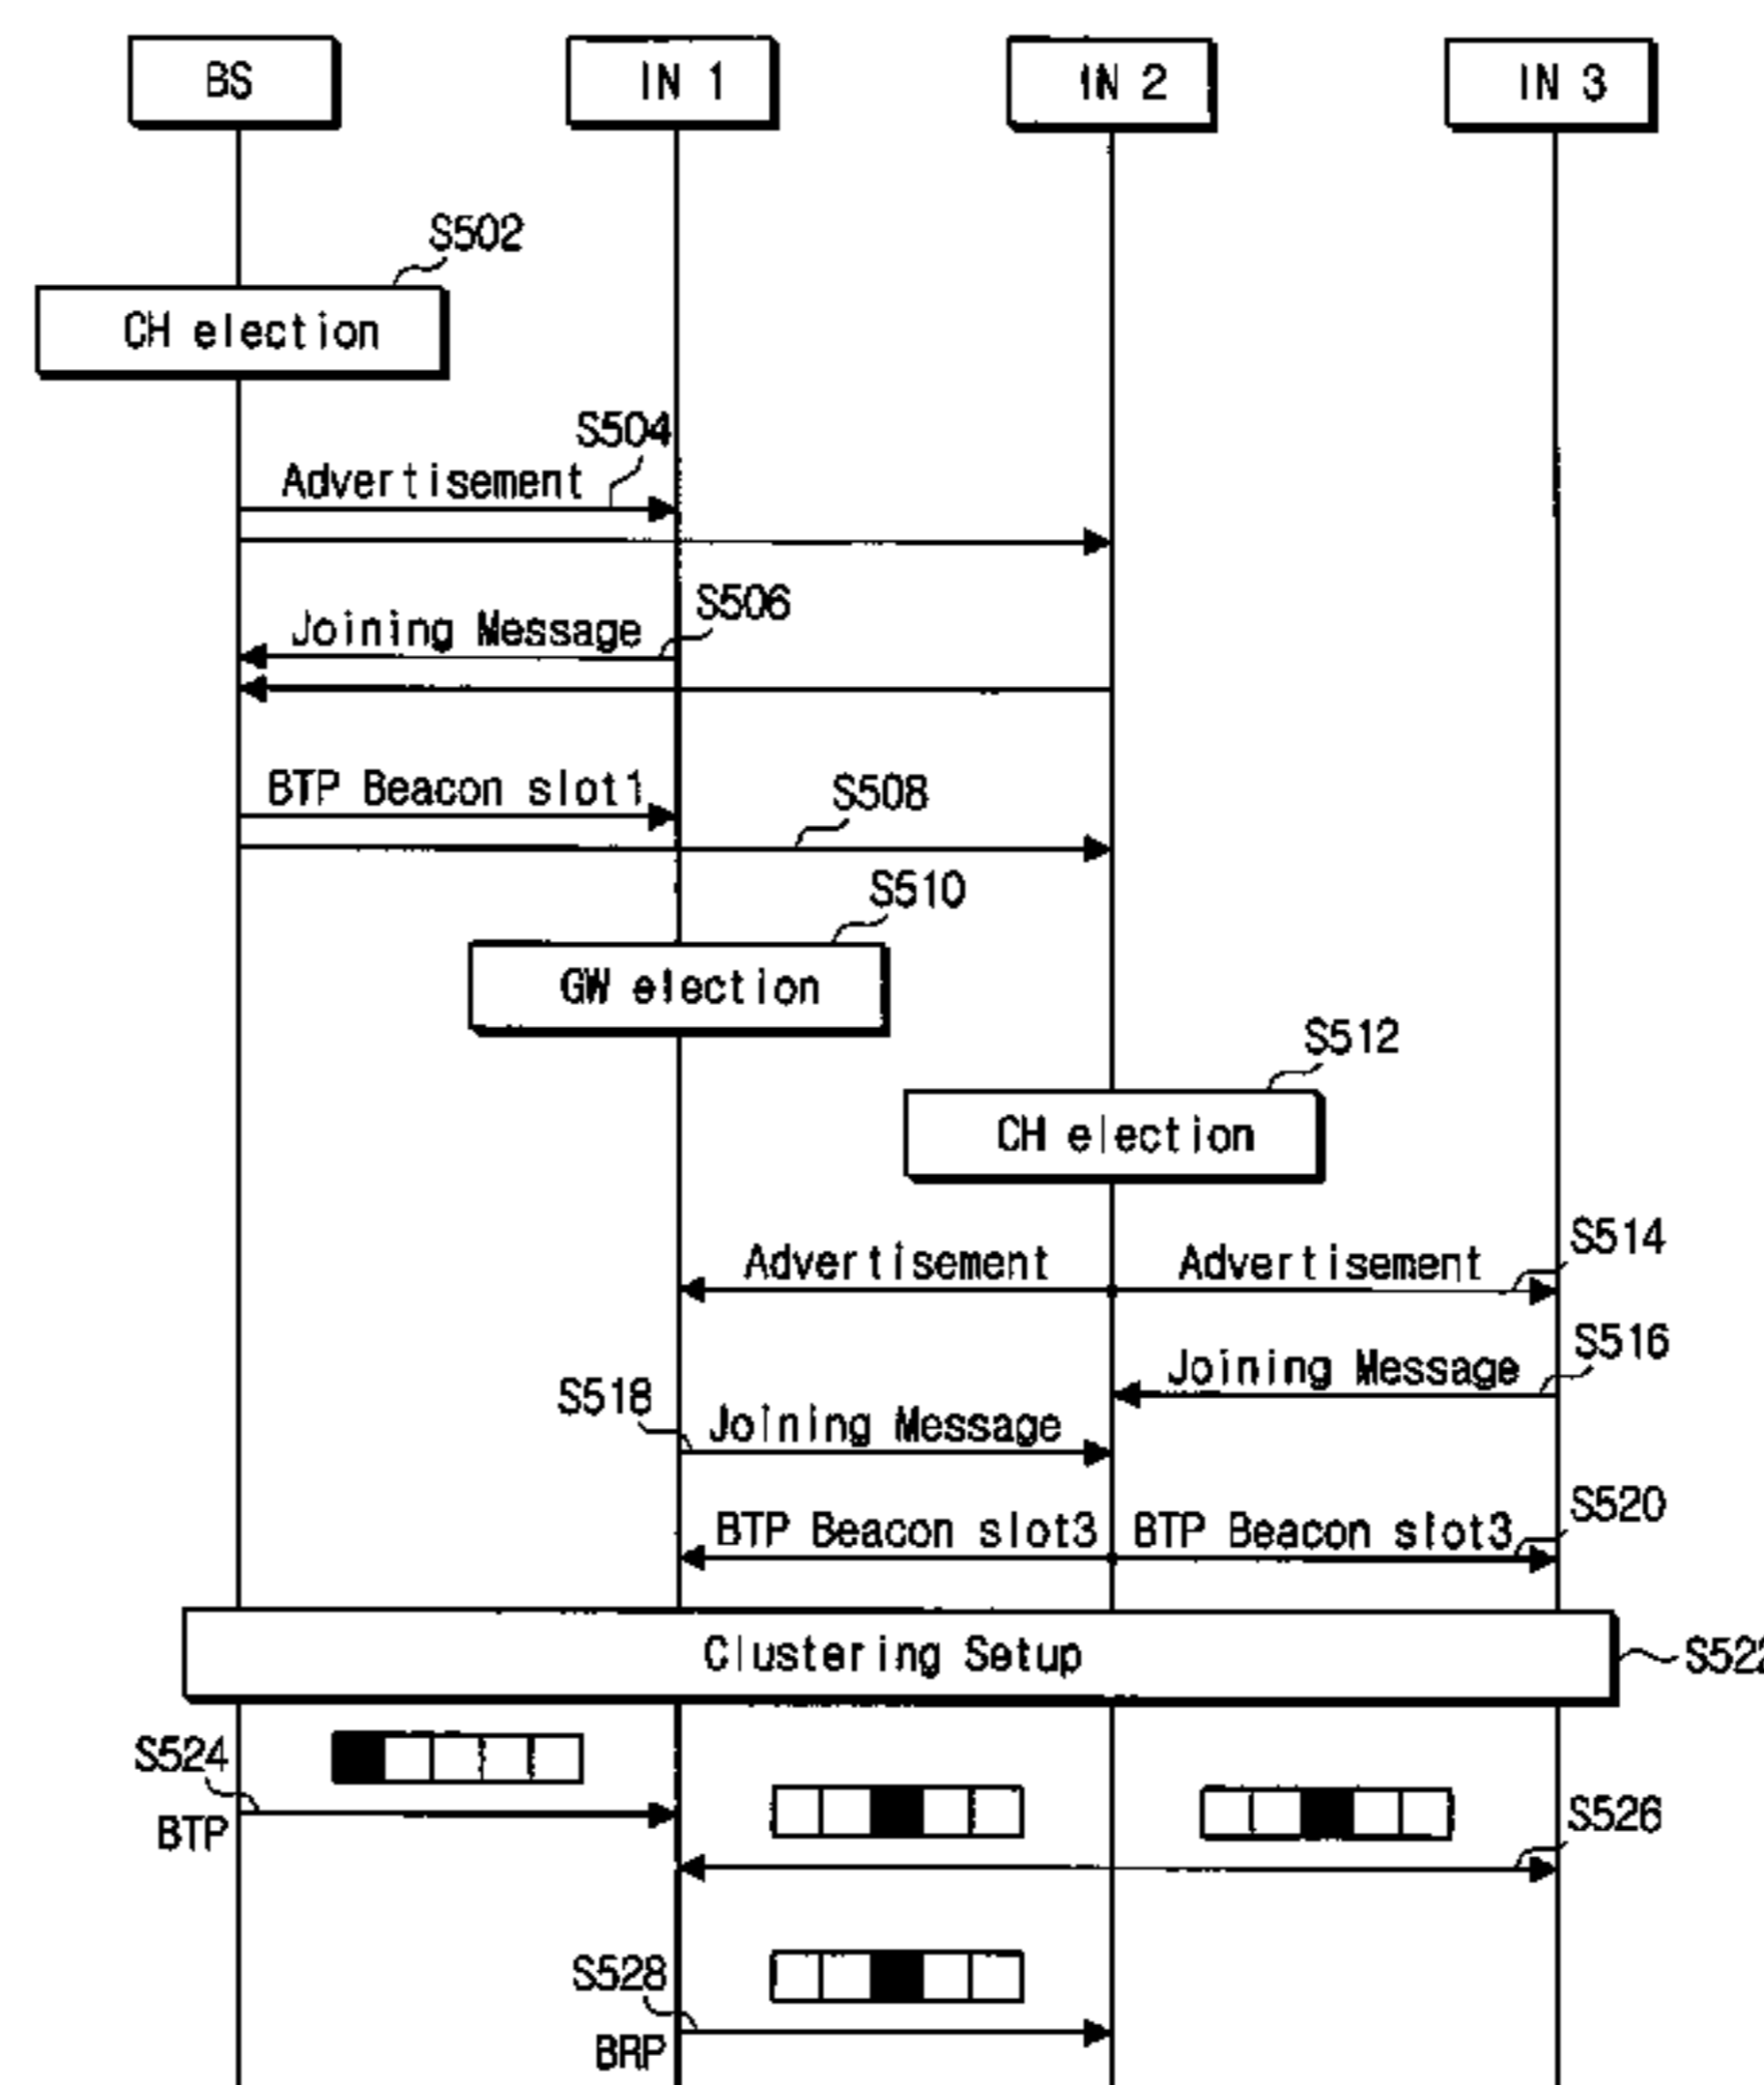 BS
IN 1
IN 2
IN 3
S502
CH election
S504
Advertisement
S506
Joining Message
BTP Beacon slot1
S508
S510
GW election
S512
CH election
S514
Advertisement
Advertisement
S516
Joining Message
S518
Joining Message
S520
BTP Beacon slot3
BTP Beacon slot3
Clustering Setup
S522
S524
BTP
S526
S528
BRP